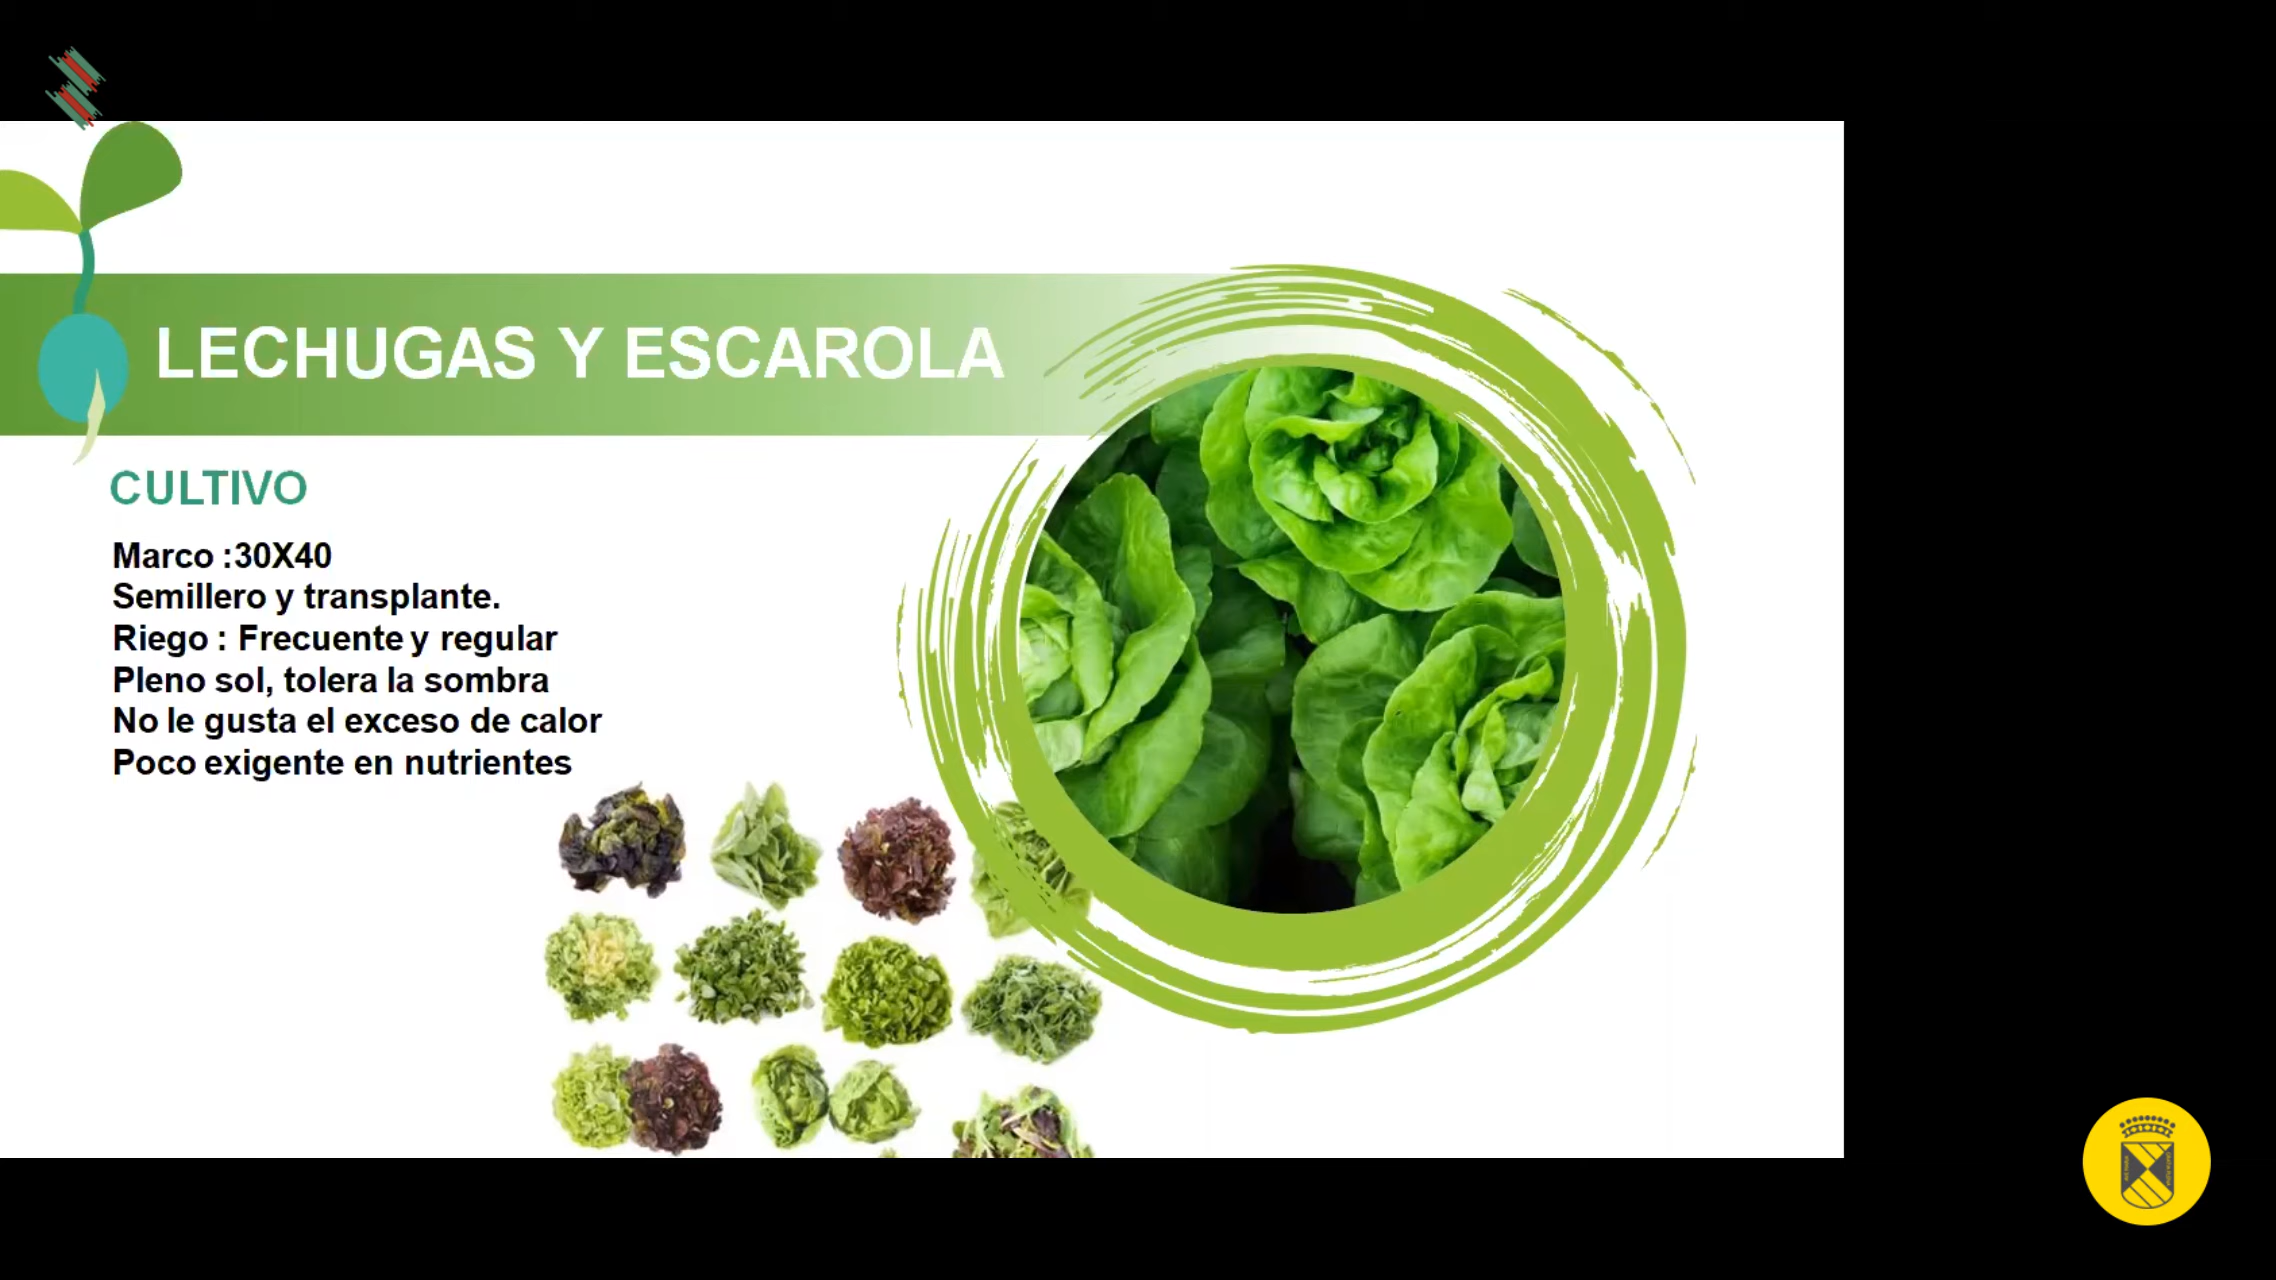 LECHUGAS Y ESCAROLA
CULTIVO
Marco :30X40
Semillero y transplante.
Riego : Frecuente y regular
Pleno sol, tolera la sombra
No le gusta el exceso de calor
Poco exigente en nutrientes